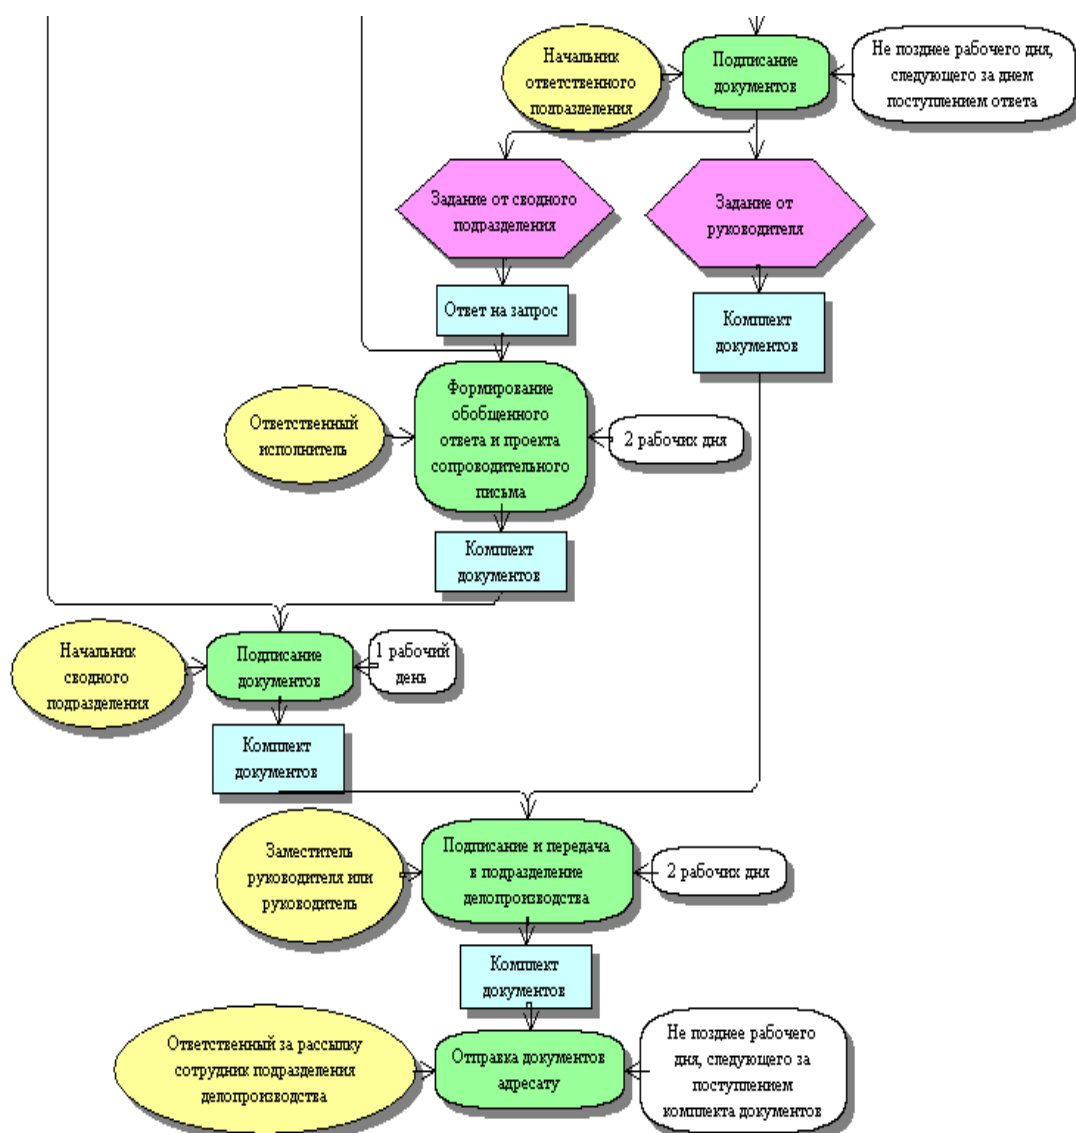 Начальник
ответственного
подразделения
Подписание
документов
Не позднее рабочего дня,
следующего за днем
поступлением ответа
Задание от сводного
подразделения
Задание от
руководителя
Ответ на запрос
Комплект
документов
Ответственный
исполнитель
Формирование
обобщенного
ответа и проекта
сопроводительного
письма
2 рабочих дня
Комплект
документов
Начальник
сводного
подразделения
Подписание
документов
1 рабочий
день
Комплект
документов
Заместитель
руководителя или
руководитель
Подписание и передача
в подразделение
делопроизводства
2 рабочих дня
Комплект
документов
Ответственный за рассылку
сотрудник подразделения
делопроизводства
Отправка документов
адресату
Не позднее рабочего
дня, следующего за
поступлением
комплекта документов